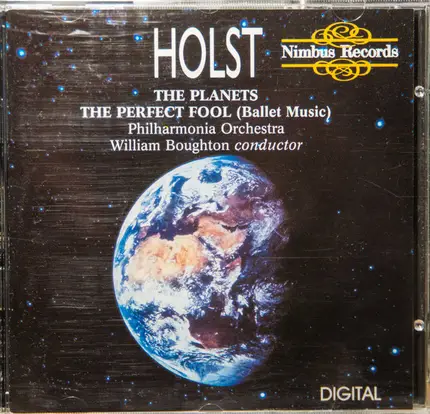 HOLST
Nimbus Records
THE PLANETS
THE PERFECT FOOL (Ballet Music)
Philharmonia Orchestra
William Boughton conductor
DIGITAL